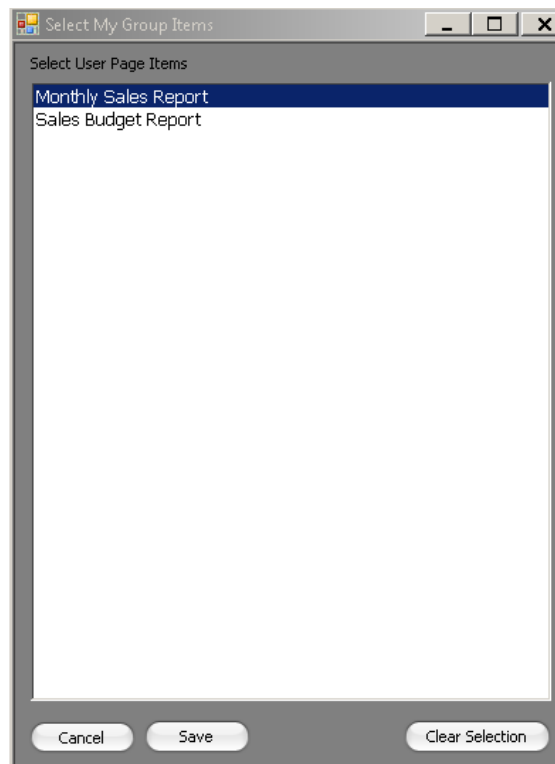 Select My Group Items
Select User Page Items
Monthly Sales Report
Sales Budget Report
Cancel
Save
Clear Selection